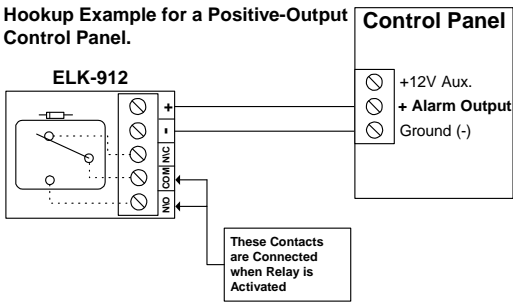 Hookup Example for a Positive-Output
Control Panel.
Control Panel
ELK-912
+
-
N\C
COM
N\O
+12V Aux.
+ Alarm Output
Ground (-)
These Contacts
are Connected
when Relay is
Activated